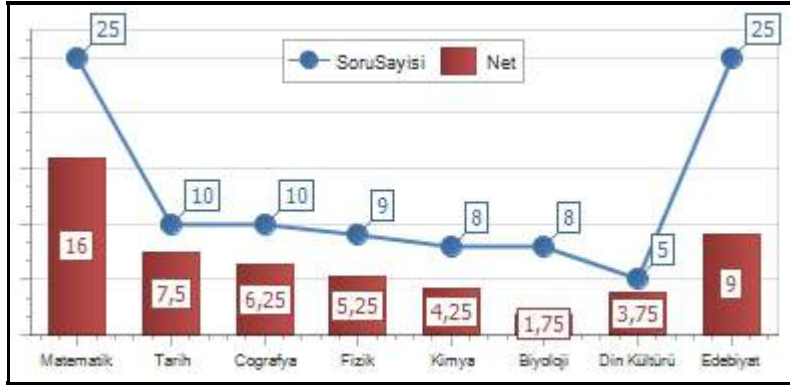 25
25
SoruSayisi
Net
10
10
9
8
8
5
16
7,5
6,25
5,25
4,25
1,75
3,75
9
Matematik
Tarih
Cografya
Fizik
Kimya
Biyoloji
Din Kültürü
Edebiyat